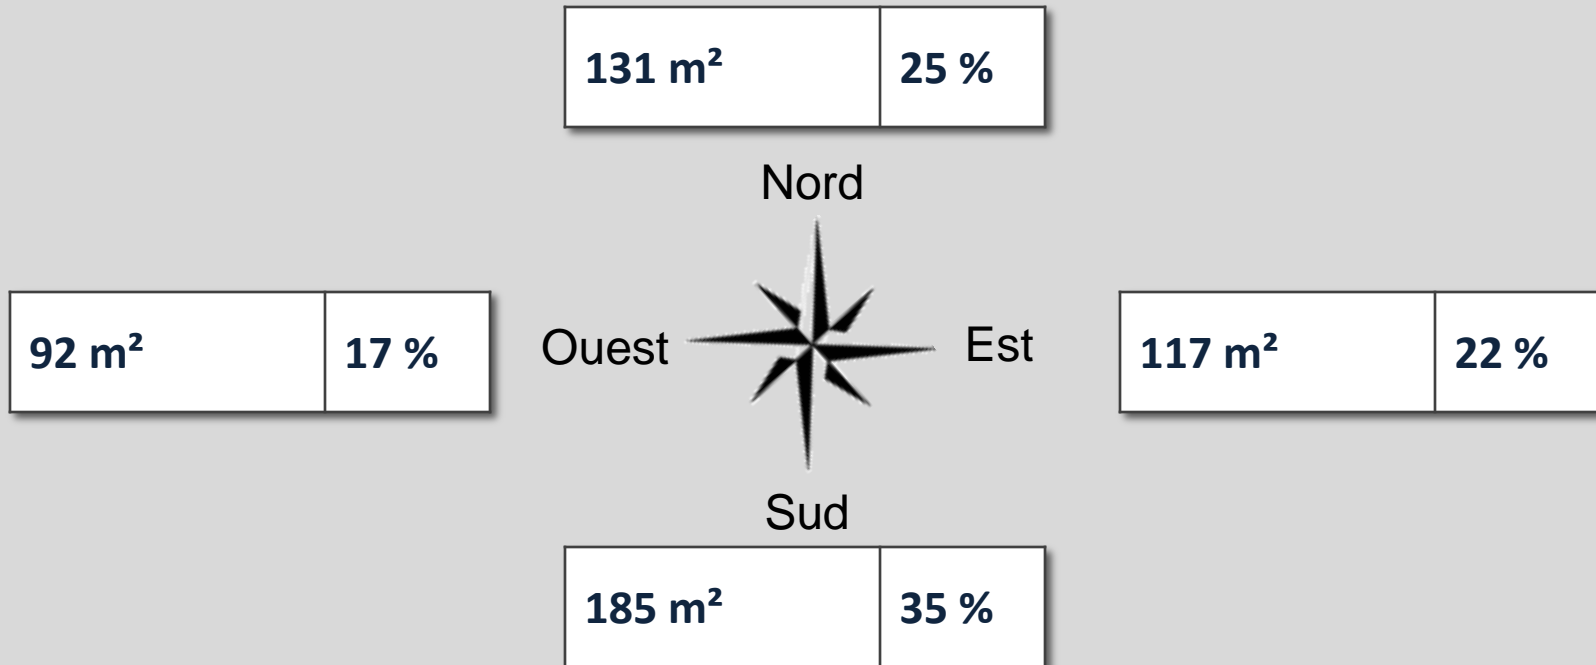 131 m² 25 %
Nord
92 m² 17 % Ouest Est 117 m² 22 %
Sud
185 m² 35 %